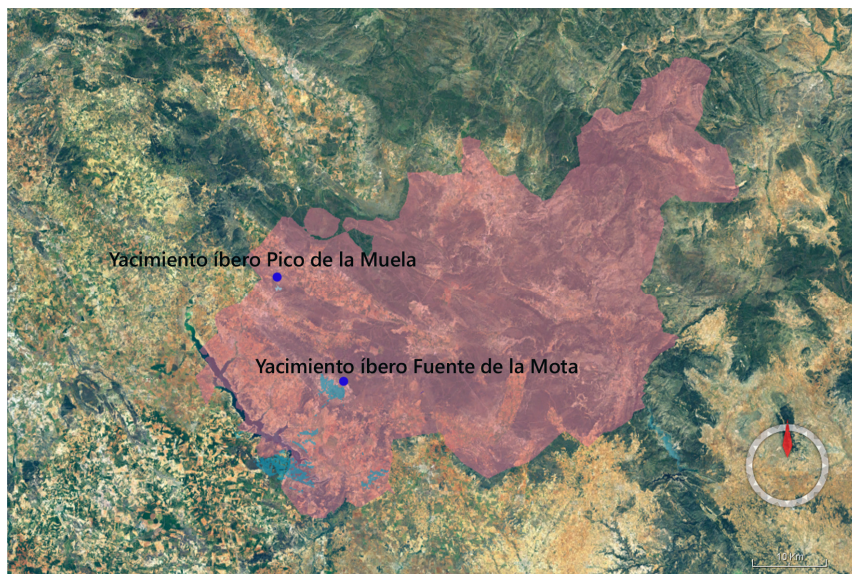 Yacimiento íbero Pico de la Muela
Yacimiento íbero Fuente de la Mota
10 Km.